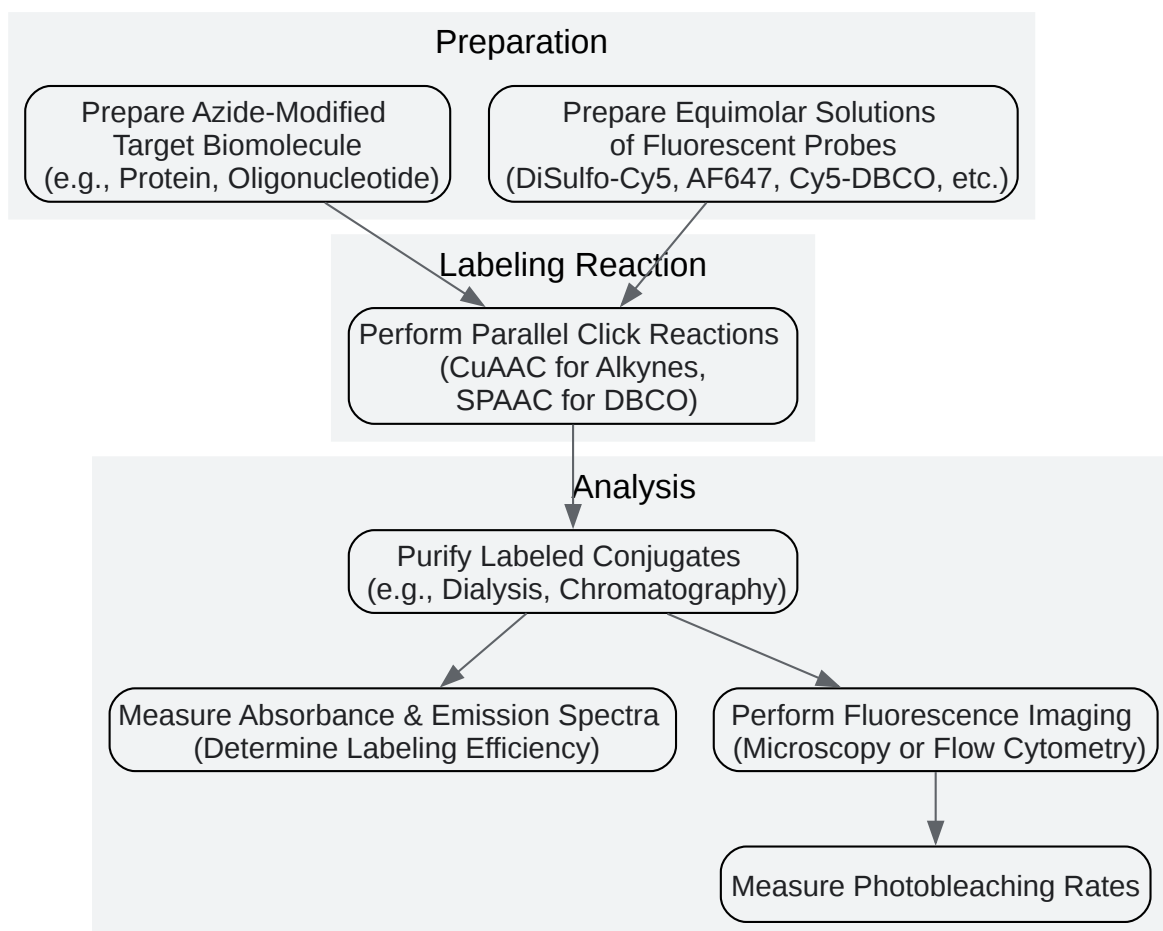 Preparation
Prepare Azide-Modified
Target Biomolecule
(e.g., Protein, Oligonucleotide)
Prepare Equimolar Solutions
of Fluorescent Probes
(DiSulfo-Cy5, AF647, Cy5-DBCO, etc.)
Labeling Reaction
Perform Parallel Click Reactions
(CuAAC for Alkynes,
SPAAC for DBCO)
Analysis
Purify Labeled Conjugates
(e.g., Dialysis, Chromatography)
Measure Absorbance & Emission Spectra
(Determine Labeling Efficiency)
Perform Fluorescence Imaging
(Microscopy or Flow Cytometry)
Measure Photobleaching Rates